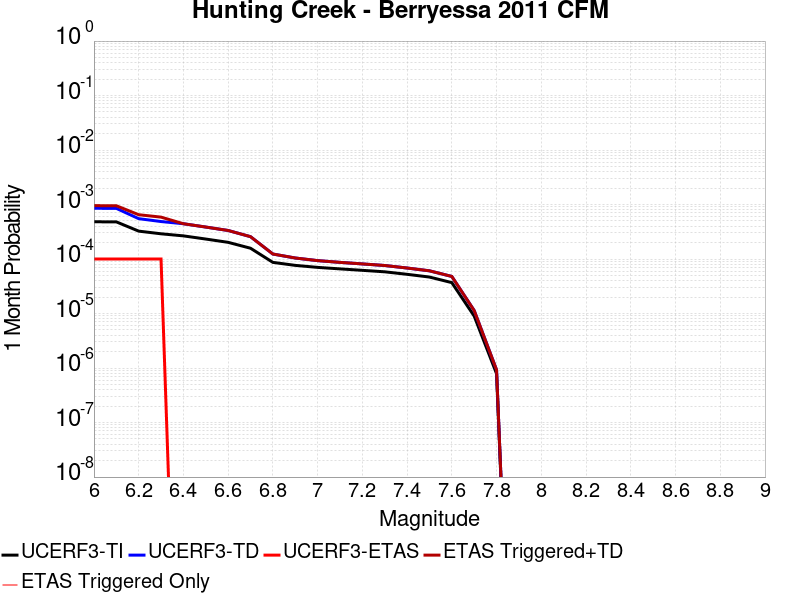 Hunting Creek - Berryessa 2011 CFM
10^0
10^-1
10^-2
10^-3
10^-4
10^-5
10^-6
10^-7
10^-8
1 Month Probability
6 6.2 6.4 6.6 6.8 7 7.2 7.4 7.6 7.8 8 8.2 8.4 8.6 8.8 9
Magnitude
UCERF3-TI UCERF3-TD UCERF3-ETAS ETAS Triggered+TD
ETAS Triggered Only